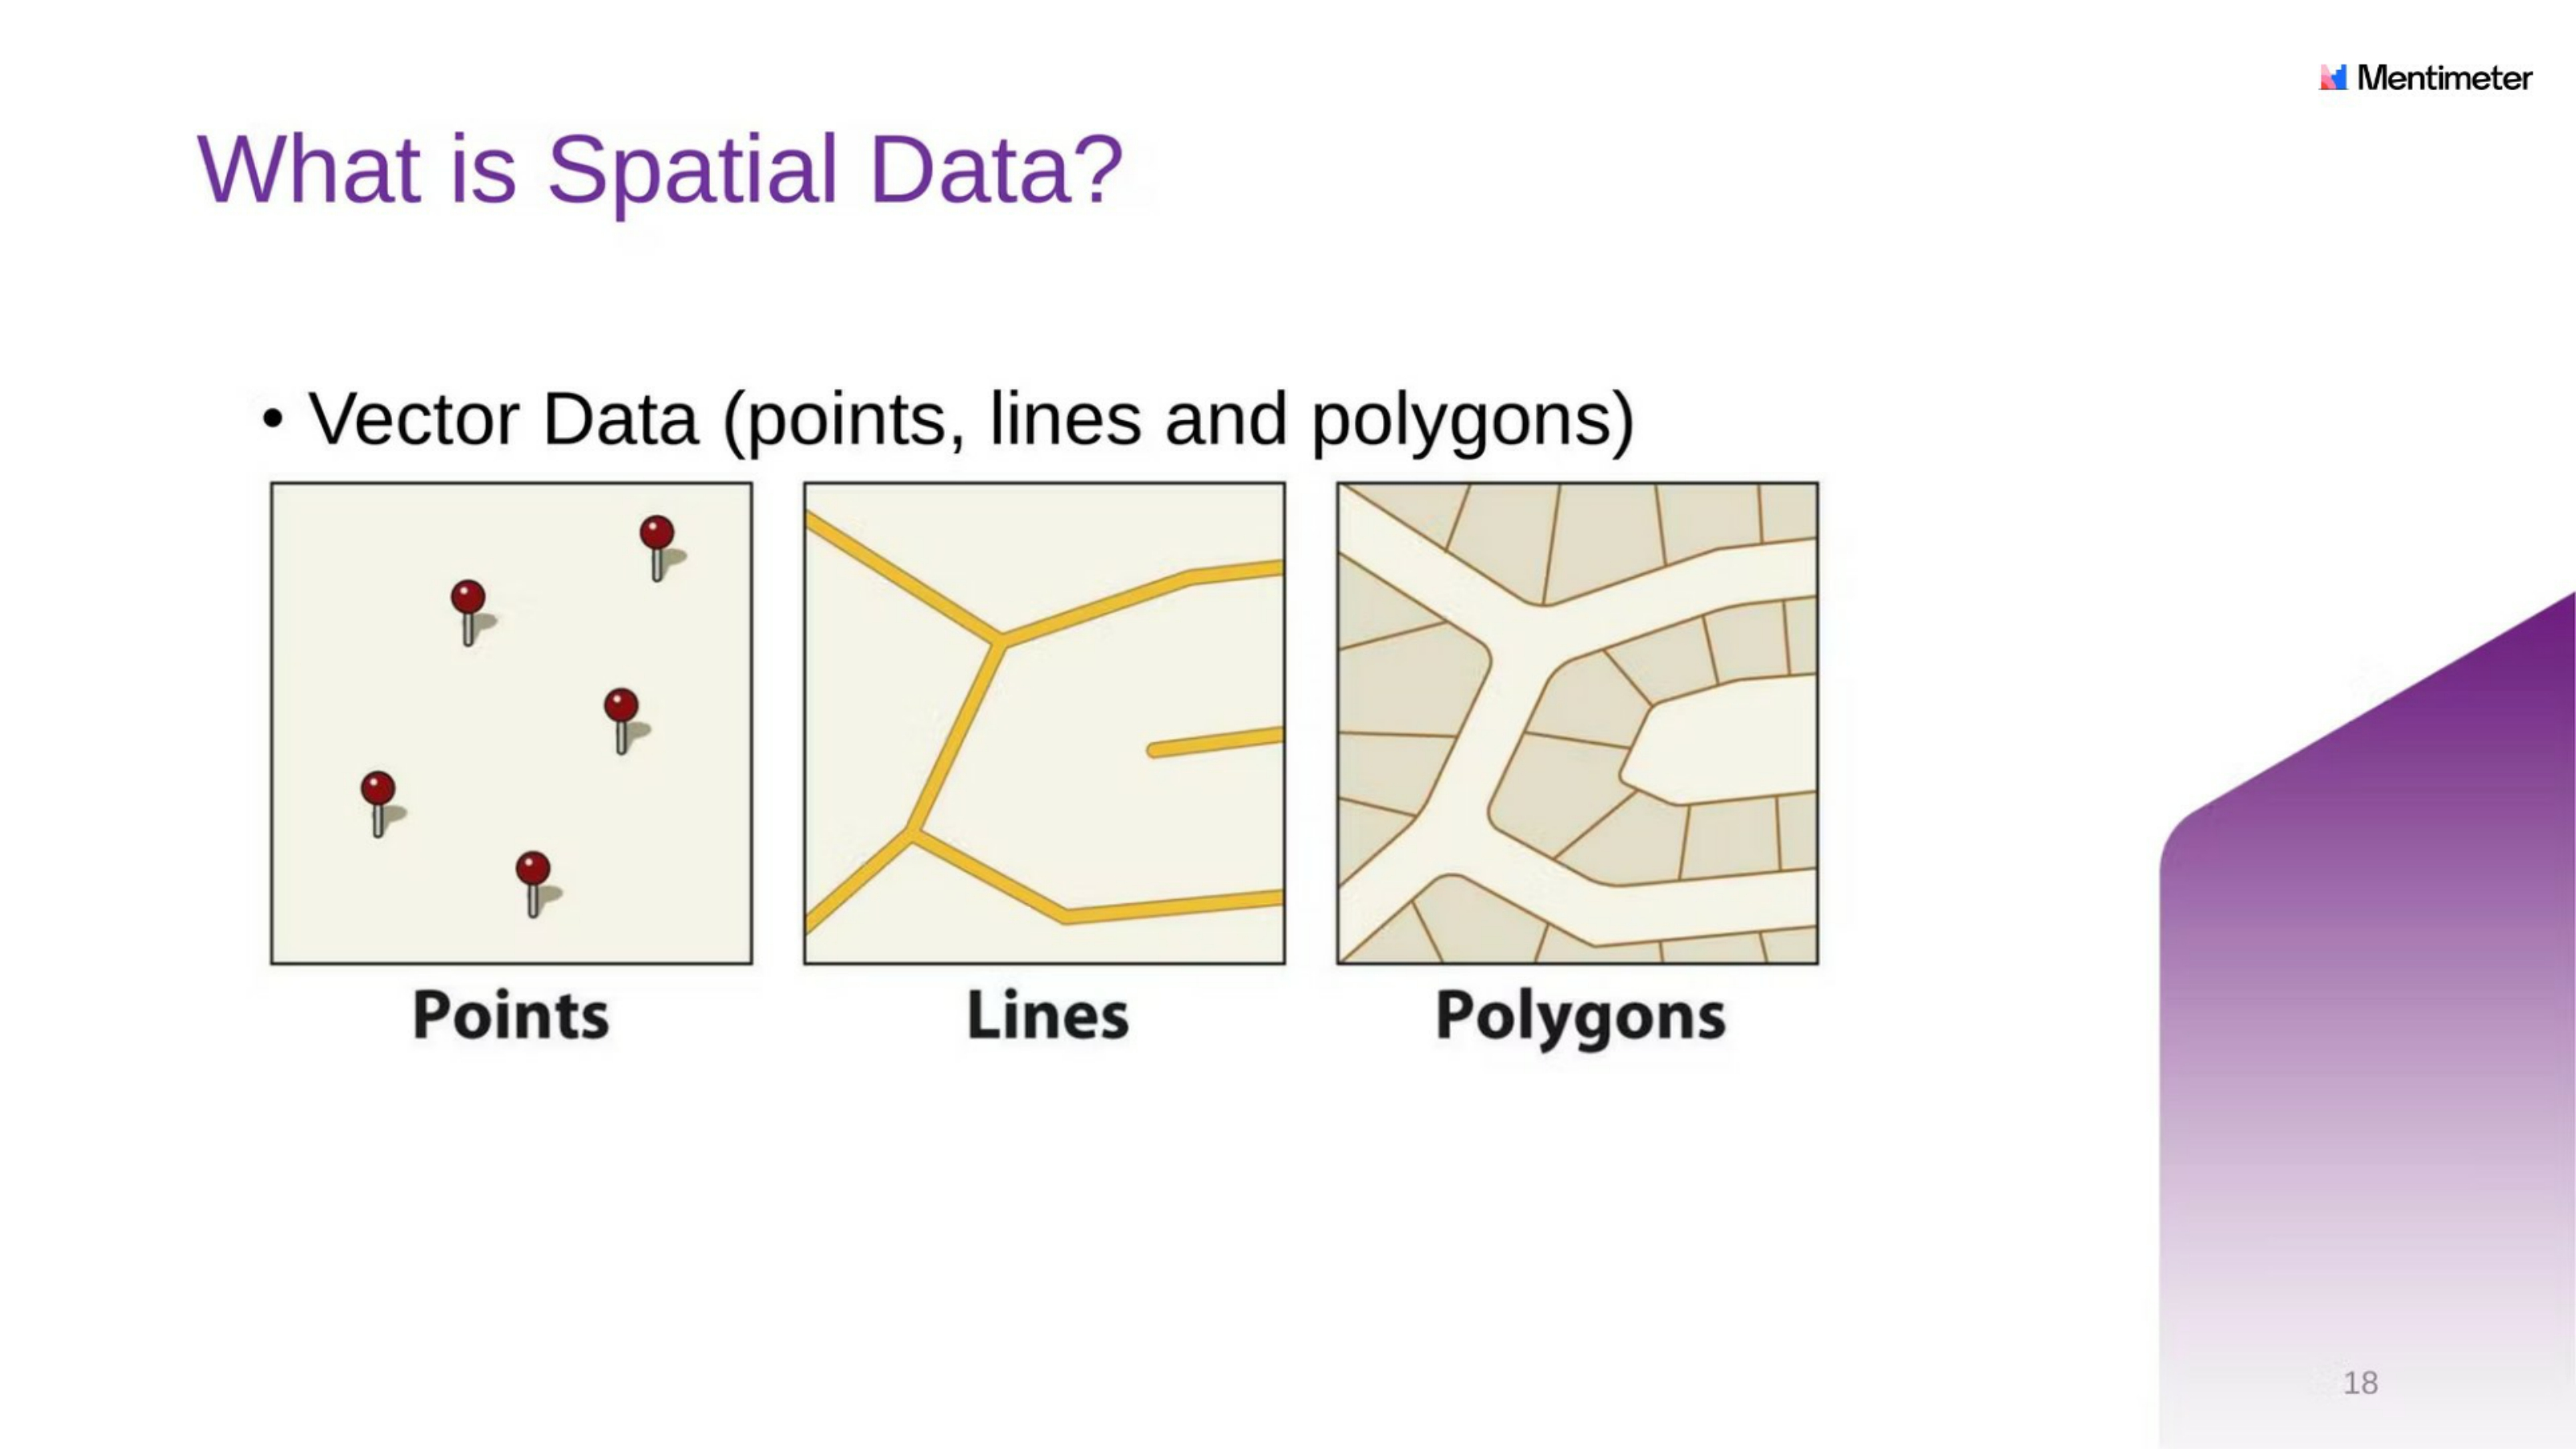 Mentimeter
What is Spatial Data?
• Vector Data (points, lines and polygons)
Points Lines Polygons
18